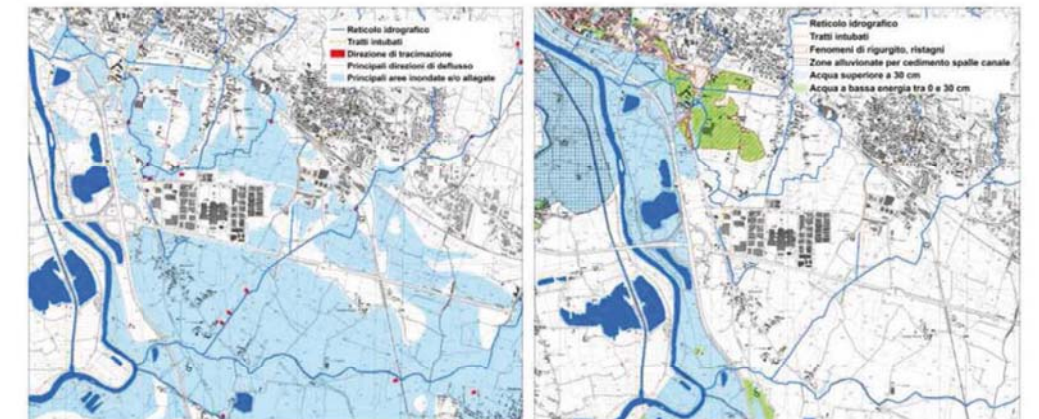 Reticolo idrografico
Tratti intubati
Direzione di tracimazione
Principali direzioni di deflusso
Principali aree inondate e/o allagate
Reticolo idrografico
Tratti intubati
Fenomeni di rigurgito, ristagni
Zone alluvionate per cedimento spalle canale
Acqua superiore a 30 cm
Acqua a bassa energia tra 0 e 30 cm